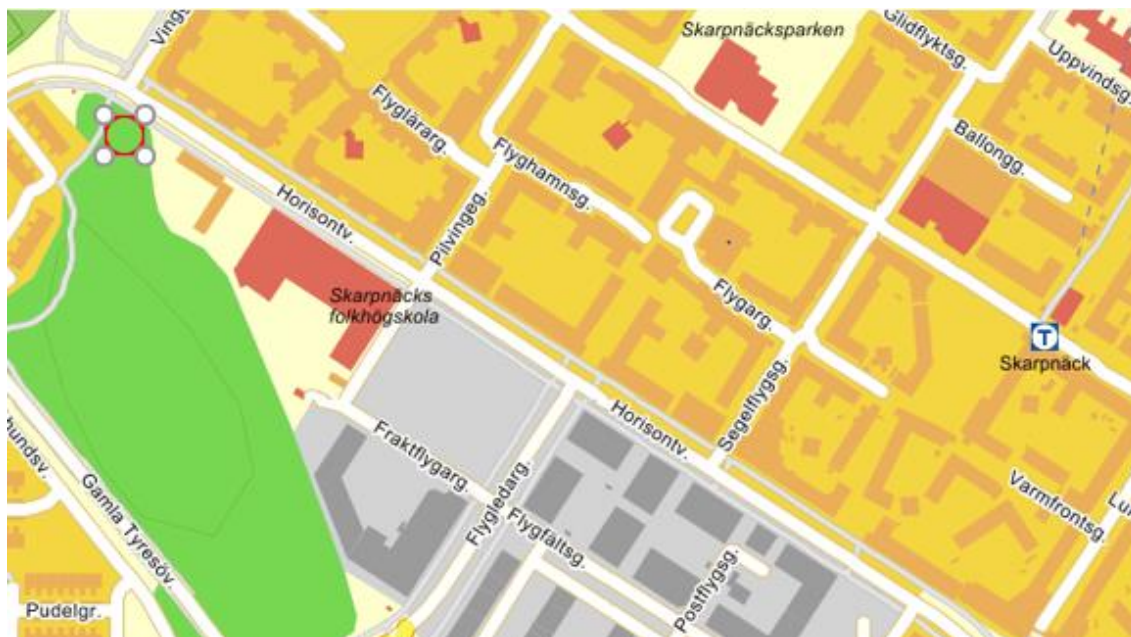 Skarpnäcksparken
Glidflyktsg.
Uppvindsg.
Ballongg.
Flyglärarg.
Flyghamnsg.
Horisontv.
Pilvingeg.
Skarpnäcks
folkhögskola
Flygarg.
T
Skarpnäck
Segelflygsg.
Horisontv.
Fraktflygarg.
Flygledarg.
Flygfältsg.
Postflygsg.
Varmfrontsg.
Gamla Tyresöv.
Pudelgr.